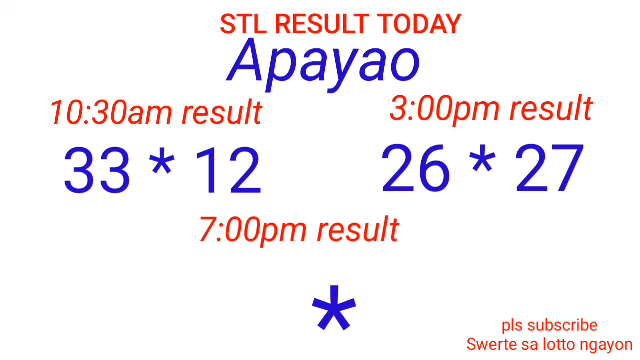 STL RESULT TODAY
Apayao
10:30am result
33 * 12
3:00pm result
26 * 27
7:00pm result
*
pls subscribe
Swerte sa lotto ngayon